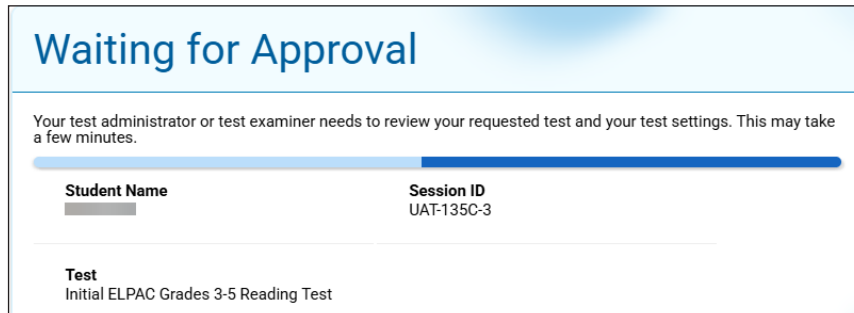 Waiting for Approval
Your test administrator or test examiner needs to review your requested test and your test settings. This may take
a few minutes.
Student Name
Session ID
UAT-135C-3
Test
Initial ELPAC Grades 3-5 Reading Test